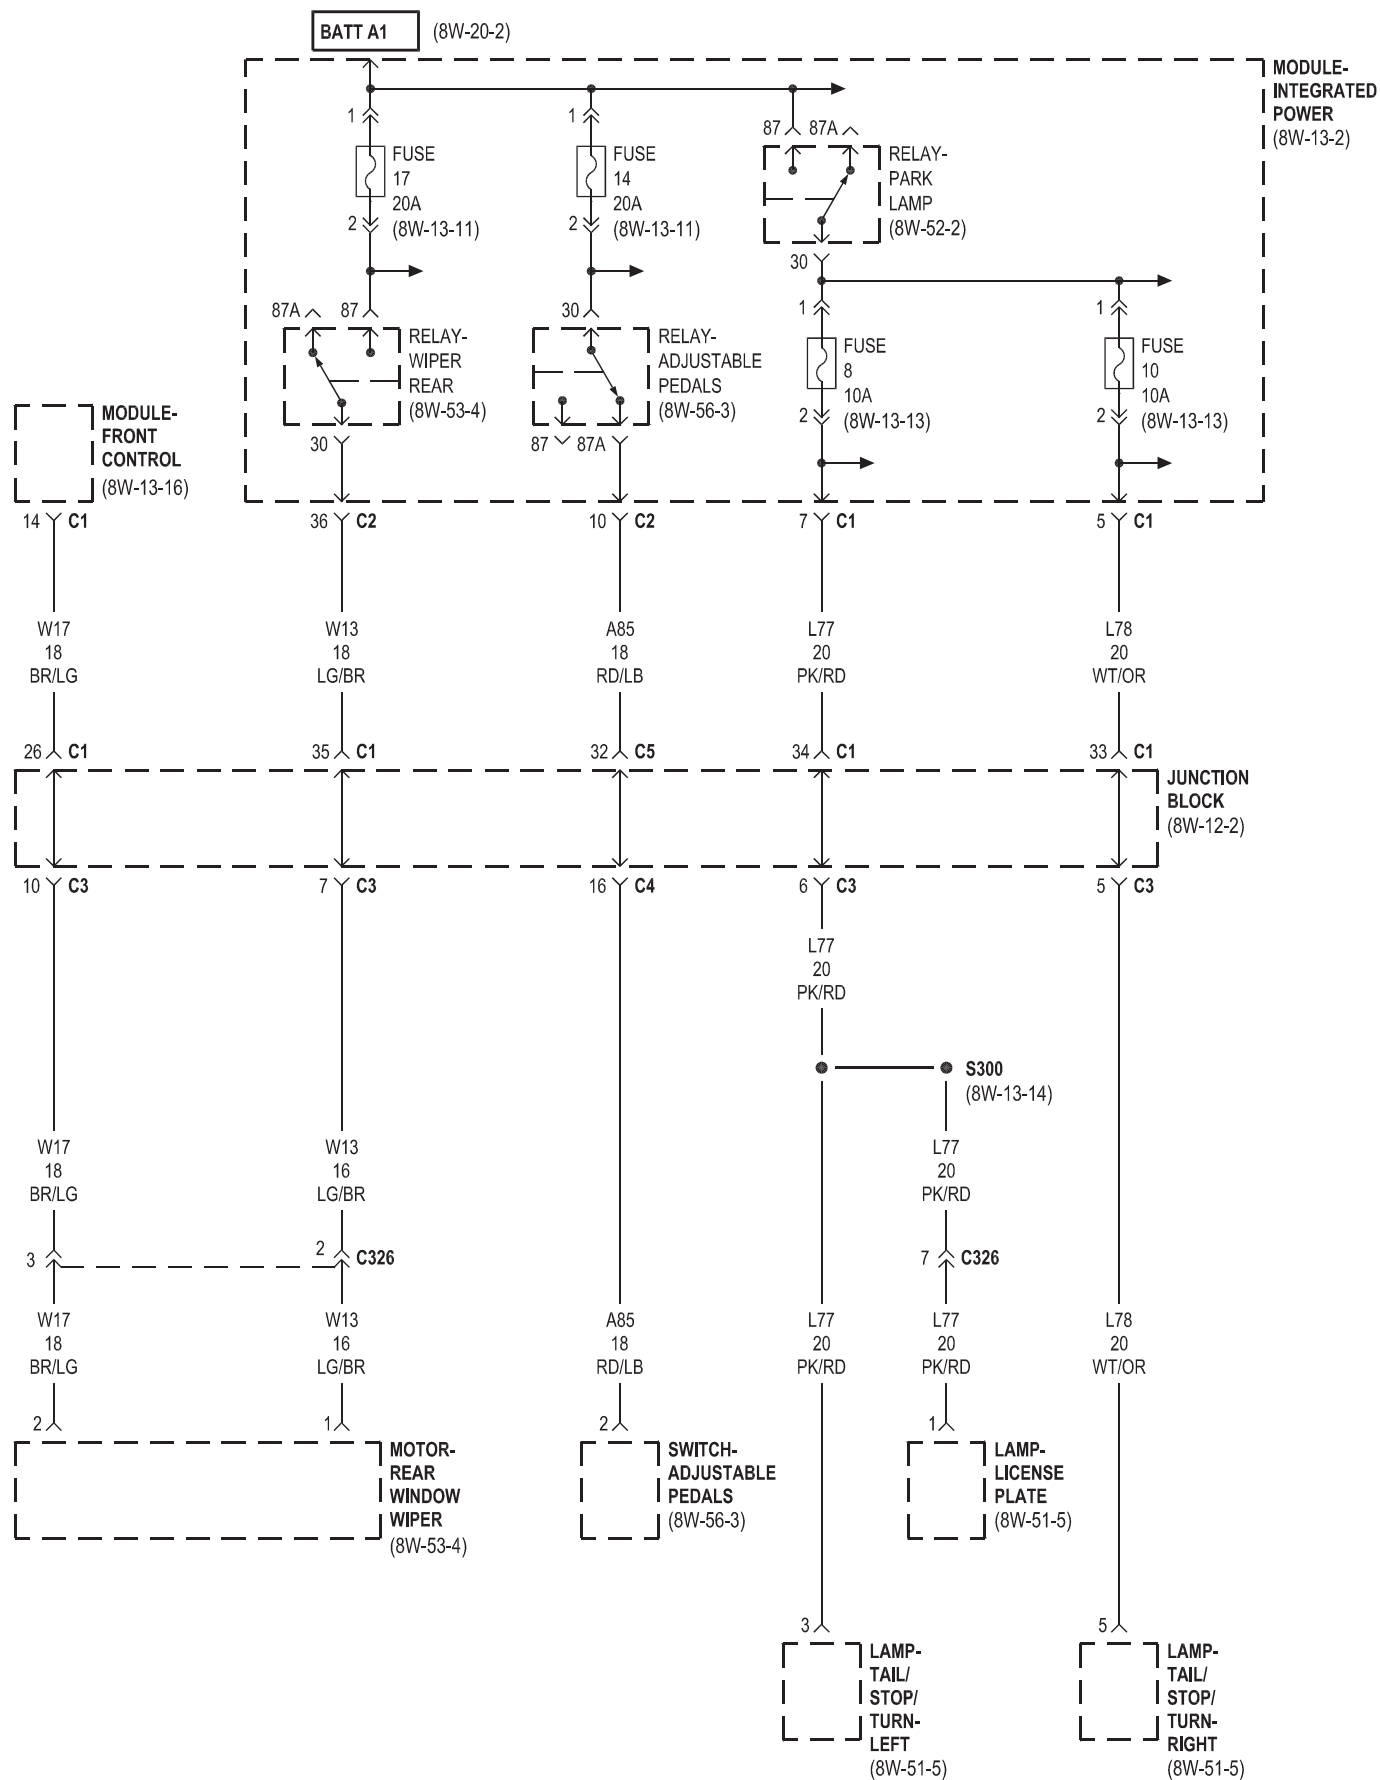 BATT A1 (8W-20-2)
MODULE-
INTEGRATED
POWER
(8W-13-2)
1
FUSE
17
20A
2
(8W-13-11)
1
FUSE
14
20A
2
(8W-13-11)
87 87A
RELAY-
PARK
LAMP
(8W-52-2)
30
87A 87
RELAY-
WIPER
REAR
(8W-53-4)
30
30
RELAY-
ADJUSTABLE
PEDALS
(8W-56-3)
87 87A
1
FUSE
8
10A
2
(8W-13-13)
1
FUSE
10
10A
2
(8W-13-13)
MODULE-
FRONT
CONTROL
(8W-13-16)
14 C1 36 C2 10 C2 7 C1 5 C1
W17 W13 A85 L77 L78
18 18 18 20 20
BR/LG LG/BR RD/LB PK/RD WT/OR
26 C1 35 C1 32 C5 34 C1 33 C1
JUNCTION
BLOCK
(8W-12-2)
10 C3 7 C3 16 C4 6 C3 5 C3
L77
20
PK/RD
S300
(8W-13-14)
W17 W13 L77
18 16 20
BR/LG LG/BR PK/RD
3 2 C326 7 C326
W17 W13 A85 L77 L77 L78
18 16 18 20 20 20
BR/LG LG/BR RD/LB PK/RD PK/RD WT/OR
2 1 2 1
MOTOR-
REAR
WINDOW
WIPER
(8W-53-4)
SWITCH-
ADJUSTABLE
PEDALS
(8W-56-3)
LAMP-
LICENSE
PLATE
(8W-51-5)
3 5
LAMP-
TAIL/
STOP/
TURN-
LEFT
(8W-51-5)
LAMP-
TAIL/
STOP/
TURN-
RIGHT
(8W-51-5)